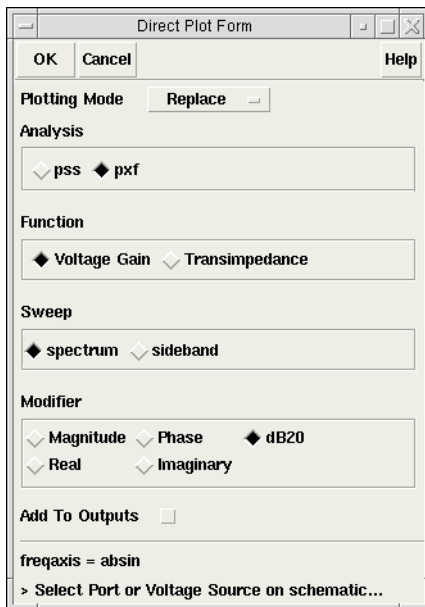 Direct Plot Form
OK Cancel Help
Plotting Mode Replace
Analysis
pss pxf
Function
Voltage Gain Transimpedance
Sweep
spectrum sideband
Modifier
Magnitude Phase dB20
Real Imaginary
Add To Outputs
freqaxis = absin
> Select Port or Voltage Source on schematic...